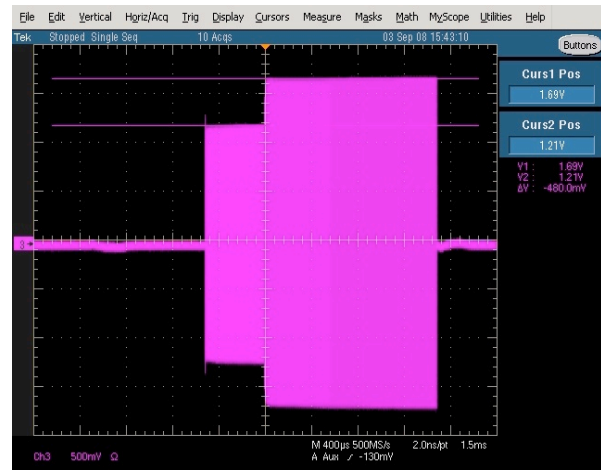 File Edit Vertical Horiz/Acq Trig Display Cursors Measure Masks Math MyScope Utilities Help
Tek Stopped Single Seq 10 Acqs 03 Sep 08 15:43:10
Buttons
Curs1 Pos
1.69V
Curs2 Pos
1.21V
V1: 1.69V
V2: 1.21V
ΔV: -480.0mV
3
Ch3 500mV Ω
M 400µs 500MS/s 2.0ns/pt 1.5ms
A Aux ∕ -130mV